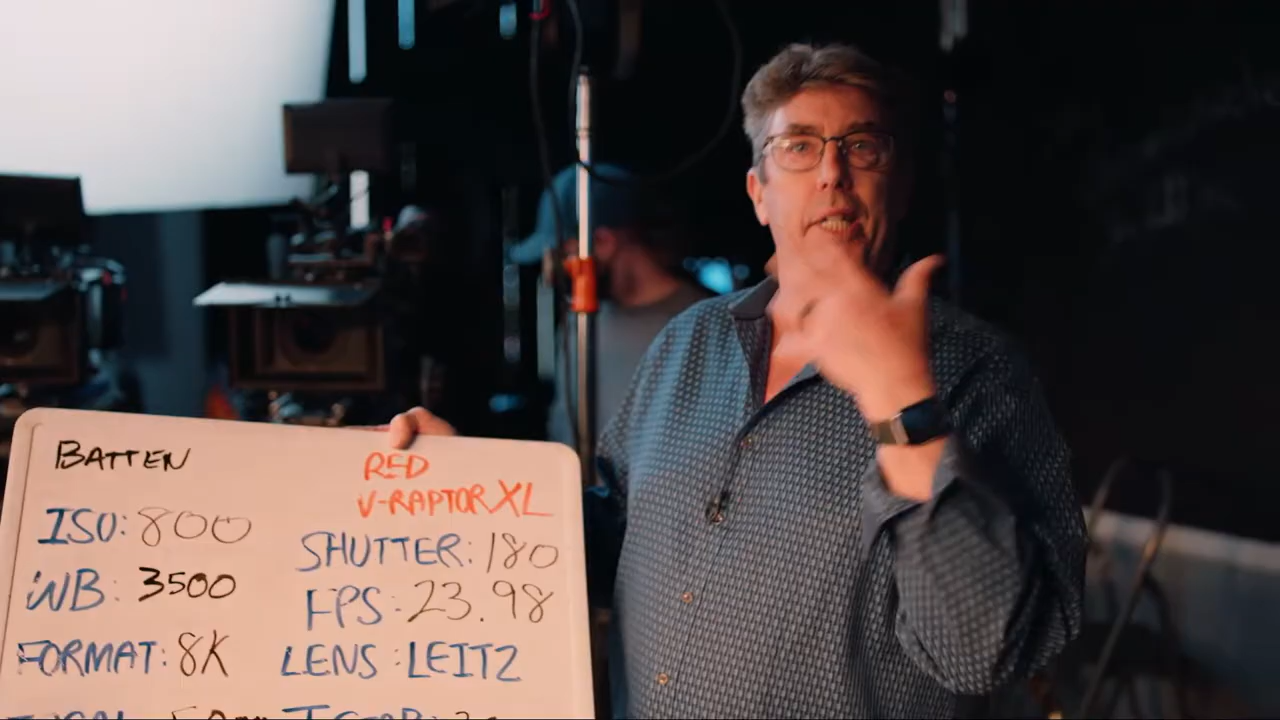 BATTEN
RED
V-RAPTOR XL
ISO: 800
SHUTTER: 180
WB: 3500
FPS: 23.98
FORMAT: 8K
LENS: LEITZ